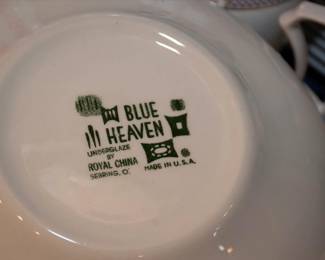 BLUE
HEAVEN
UNDERGLAZE
BY
ROYAL CHINA
SEBRING, O.
MADE IN U.S.A.